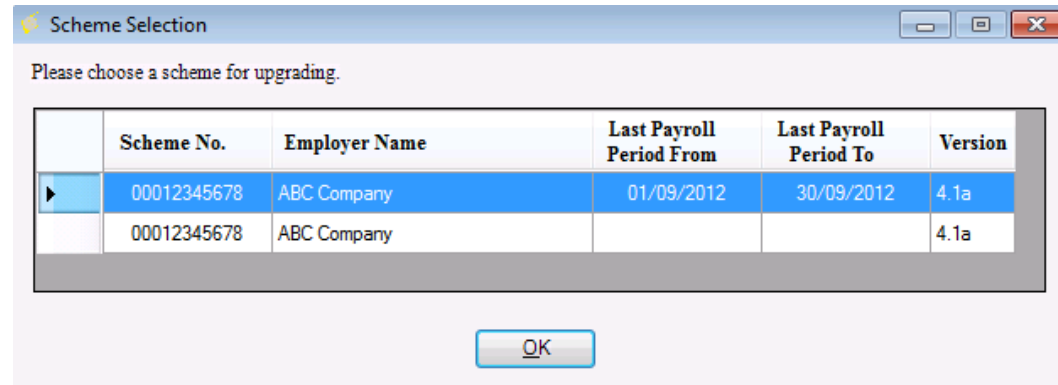 Scheme Selection
Please choose a scheme for upgrading.
Scheme No. Employer Name Last Payroll Period From Last Payroll Period To Version
00012345678 ABC Company 01/09/2012 30/09/2012 4.1a
00012345678 ABC Company 4.1a
OK